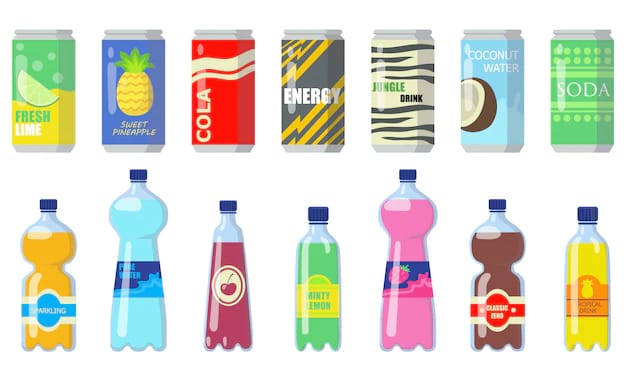 FRESH
LIME
SWEET
PINEAPPLE
COLA
ENERGY
JUNGLE
DRINK
COCONUT
WATER
SODA
SPARKLING
PURE
WATER
MINTY
LEMON
CLASSIC
ZERO
TROPICAL
DRINK